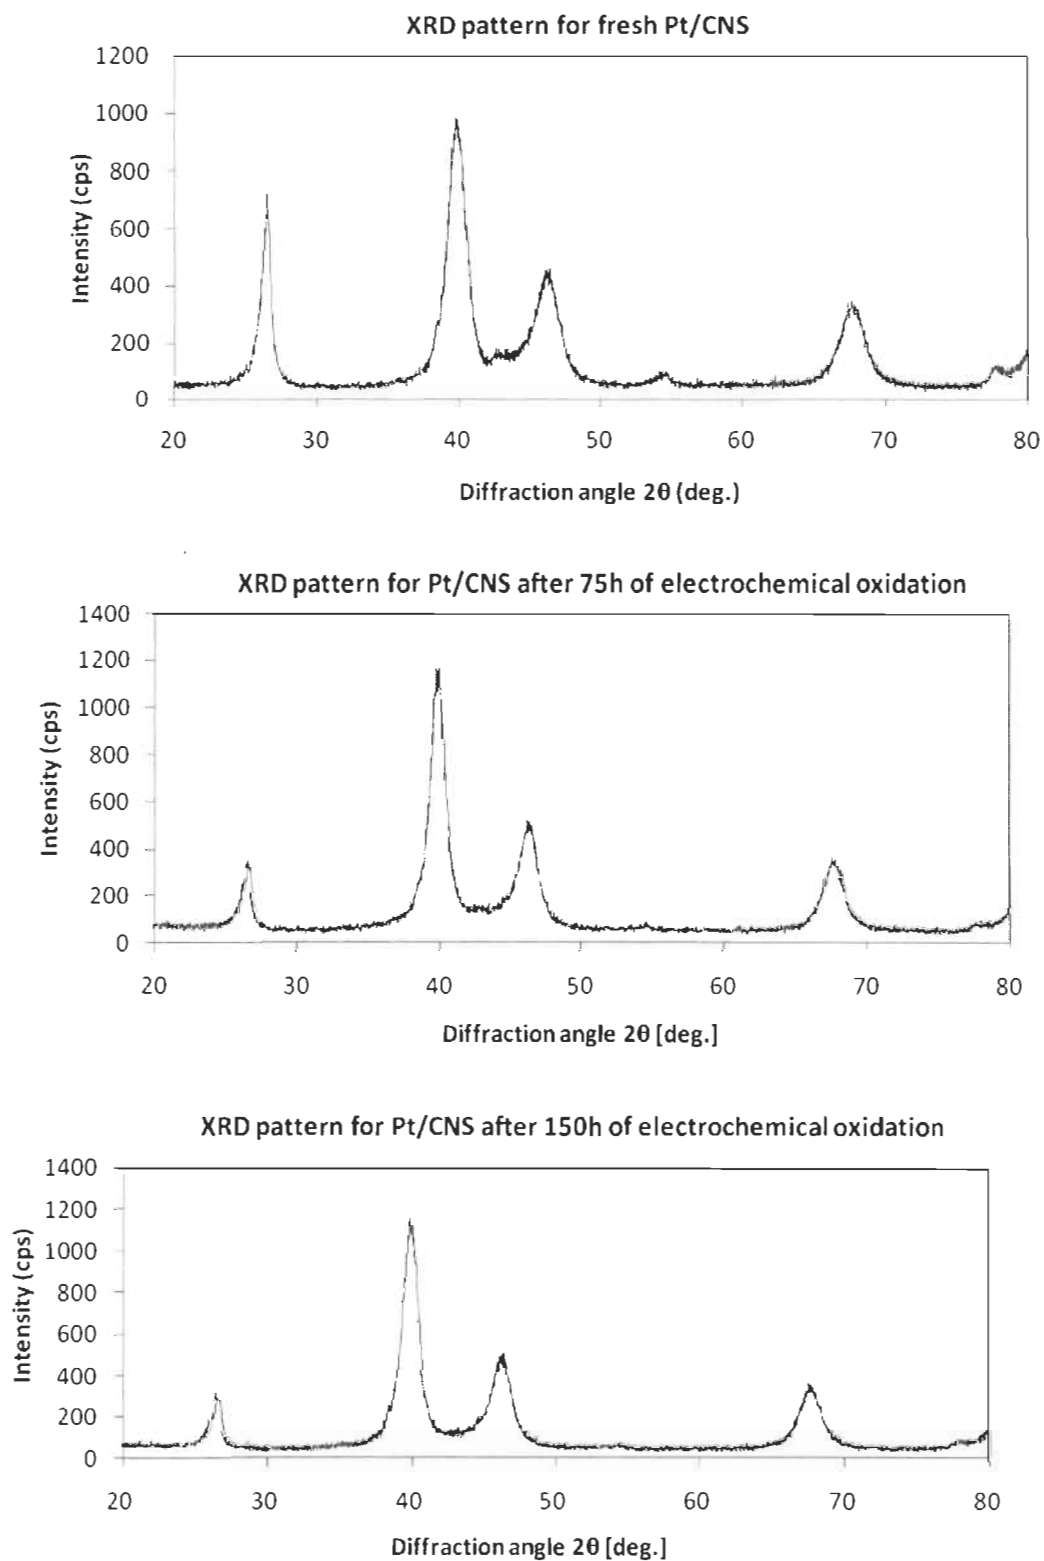 XRD pattern for fresh Pt/CNS
1200
1000
800
600
400
200
0
Intensity (cps)
20 30 40 50 60 70 80
Diffraction angle 2θ (deg.)
XRD pattern for Pt/CNS after 75h of electrochemical oxidation
1400
1200
1000
800
600
400
200
0
Intensity (cps)
20 30 40 50 60 70 80
Diffraction angle 2θ [deg.]
XRD pattern for Pt/CNS after 150h of electrochemical oxidation
1400
1200
1000
800
600
400
200
0
Intensity (cps)
20 30 40 50 60 70 80
Diffraction angle 2θ [deg.]